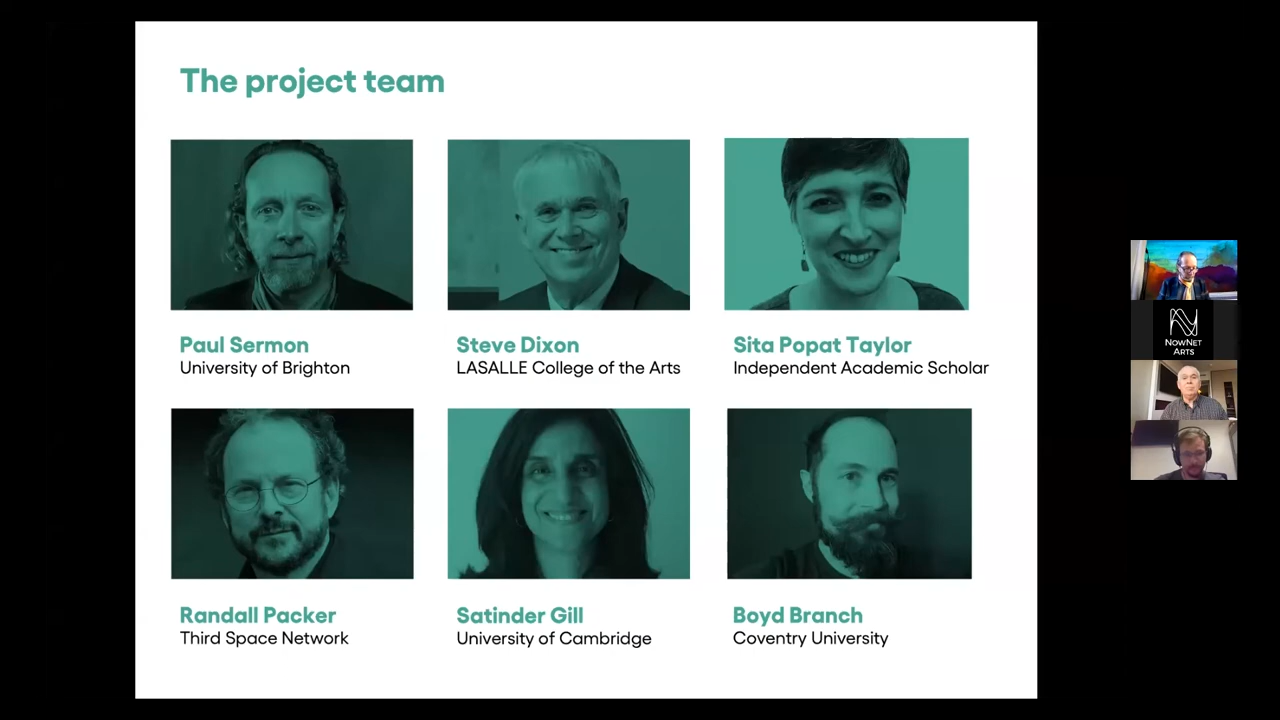 The project team
Paul Sermon
University of Brighton
Steve Dixon
LASALLE College of the Arts
Sita Popat Taylor
Independent Academic Scholar
Randall Packer
Third Space Network
Satinder Gill
University of Cambridge
Boyd Branch
Coventry University
NOWNET
ARTS